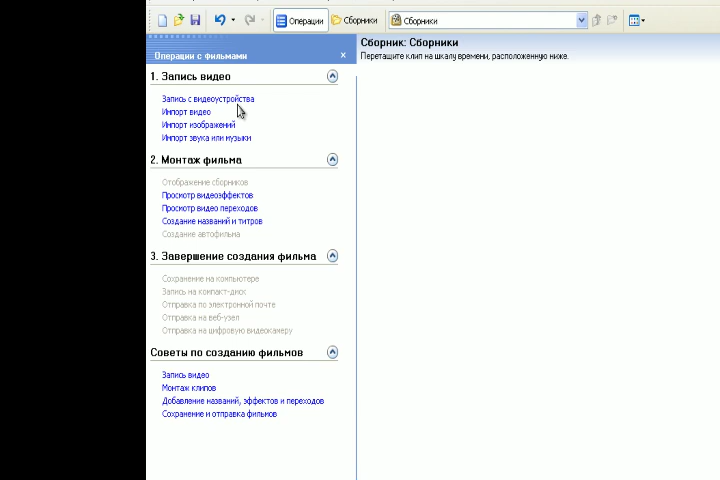 Операции
Сборники
Сборники
Операции с фильмами
Сборник: Сборники
Перетащите клип на шкалу времени, расположенную ниже.
1. Запись видео
Запись с видеоустройства
Импорт видео
Импорт изображений
Импорт звука или музыки
2. Монтаж фильма
Отображение сборников
Просмотр видеоэффектов
Просмотр видео переходов
Создание названий и титров
Создание автофильма
3. Завершение создания фильма
Сохранение на компьютере
Запись на компакт-диск
Отправка по электронной почте
Отправка на веб-узел
Отправка на цифровую видеокамеру
Советы по созданию фильмов
Запись видео
Монтаж клипов
Добавление названий, эффектов и переходов
Сохранение и отправка фильмов